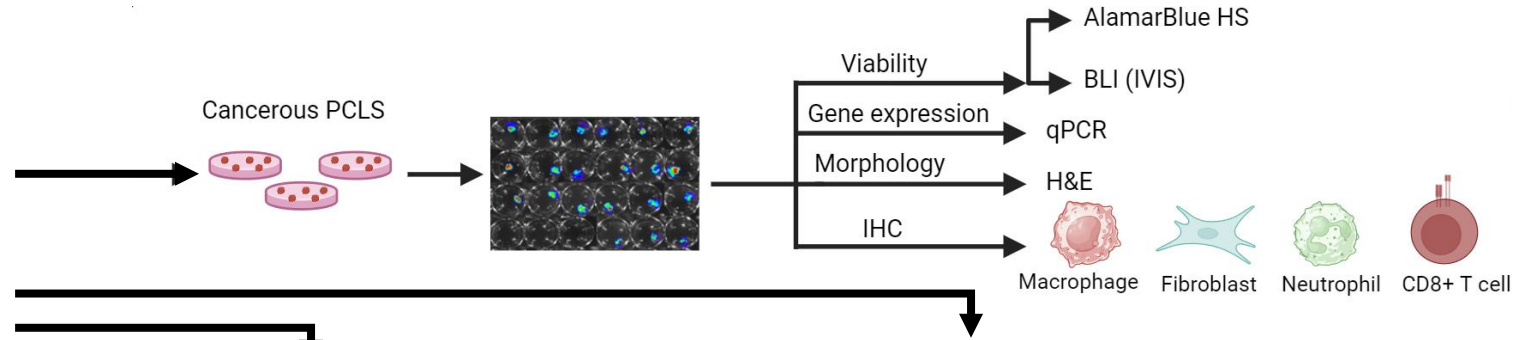 AlamarBlue HS
Viability
BLI (IVIS)
Cancerous PCLS
Gene expression
qPCR
Morphology
H&E
IHC
Macrophage
Fibroblast
Neutrophil
CD8+ T cell